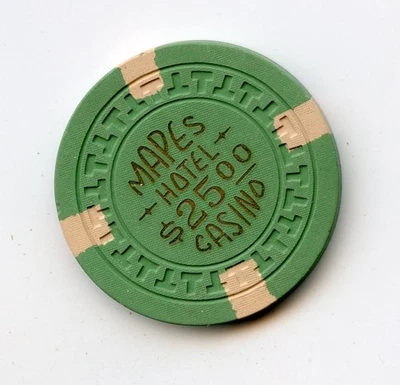 MAPES
HOTEL
$25.00
CASINO